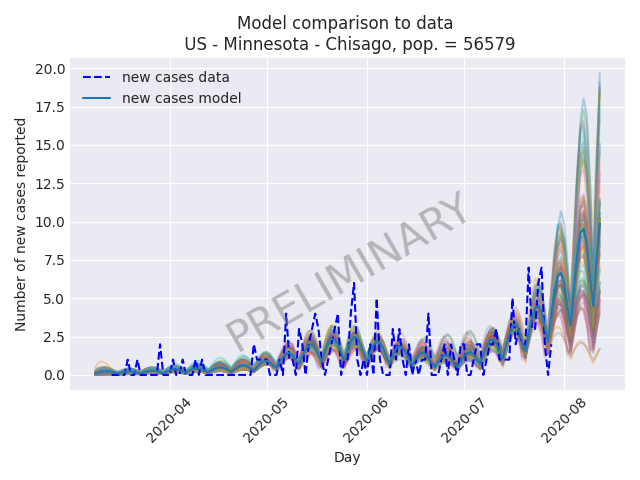 Model comparison to data
US - Minnesota - Chisago, pop. = 56579
20.0
17.5
15.0
12.5
10.0
7.5
5.0
2.5
0.0
Number of new cases reported
new cases data
new cases model
PRELIMINARY
2020-04
2020-05
2020-06
2020-07
2020-08
Day